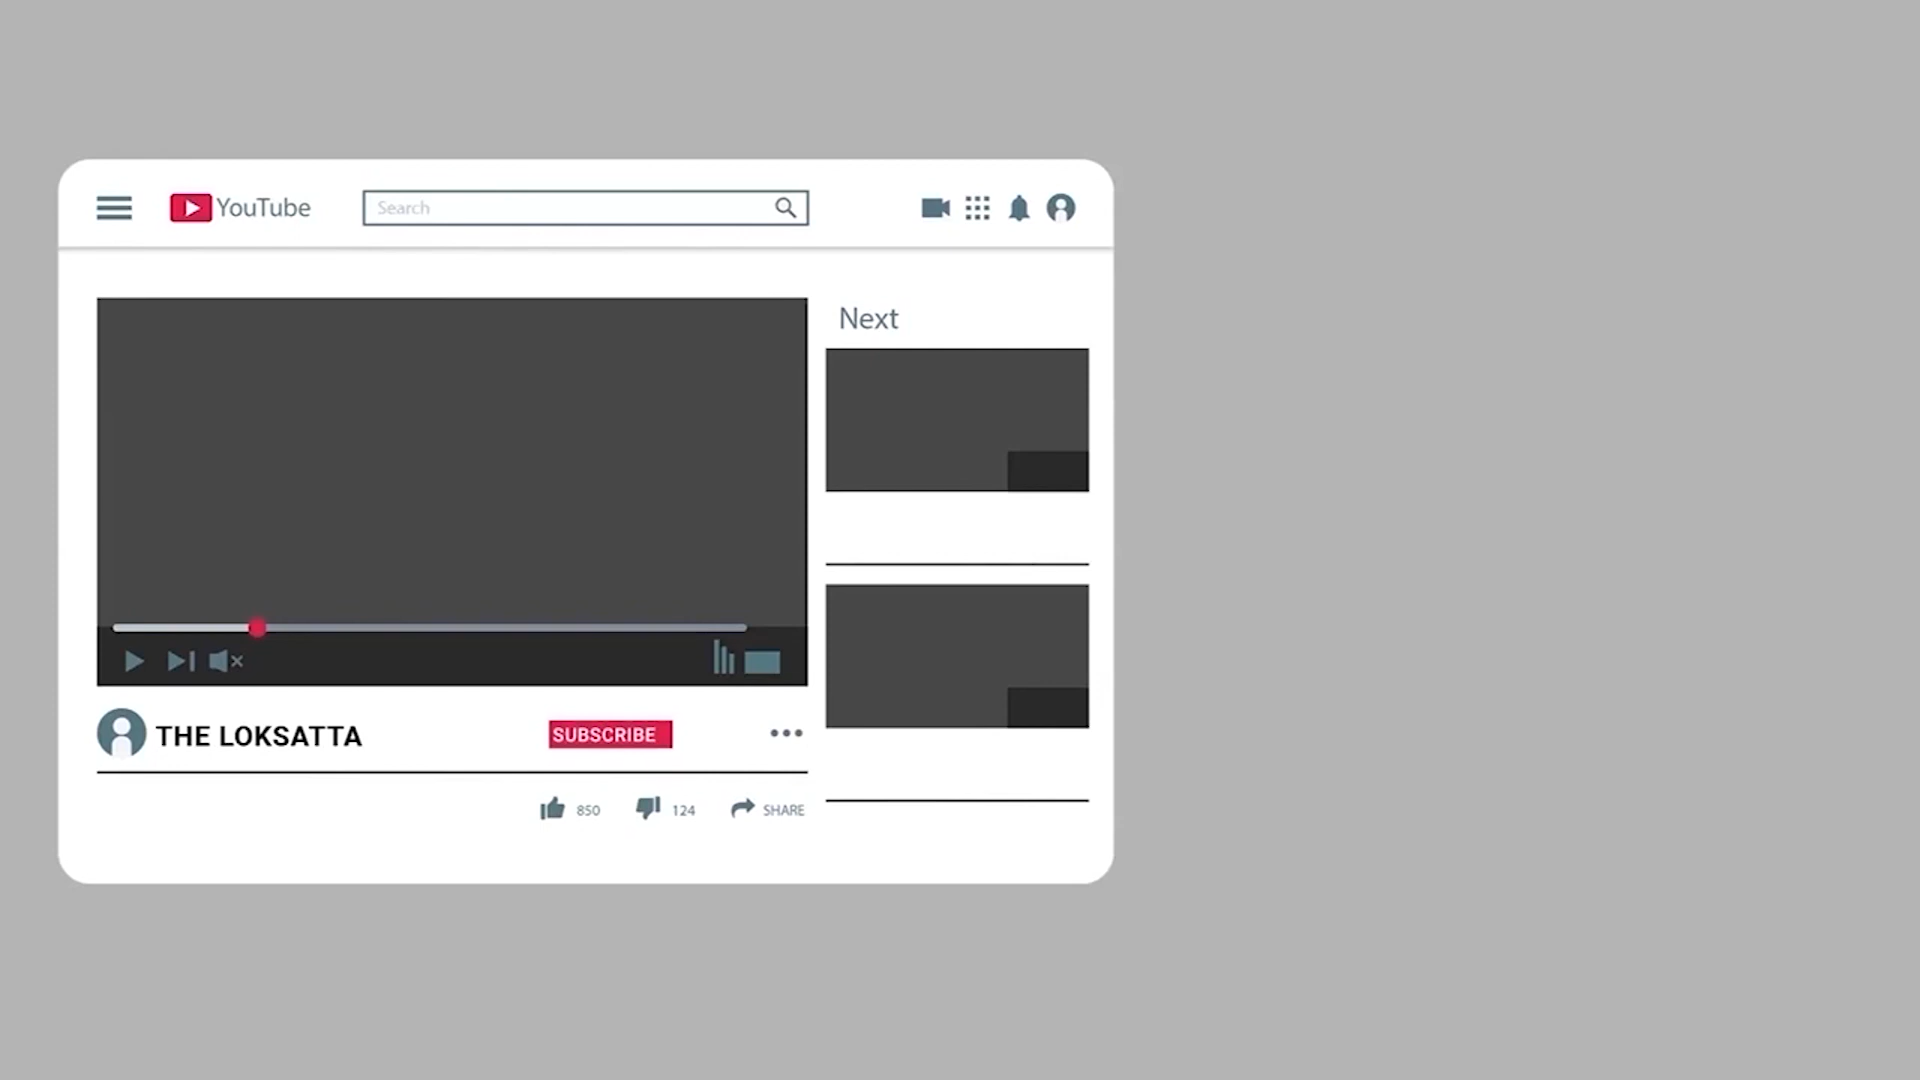 YouTube
Search
Next
THE LOKSATTA
SUBSCRIBE
850
124
SHARE